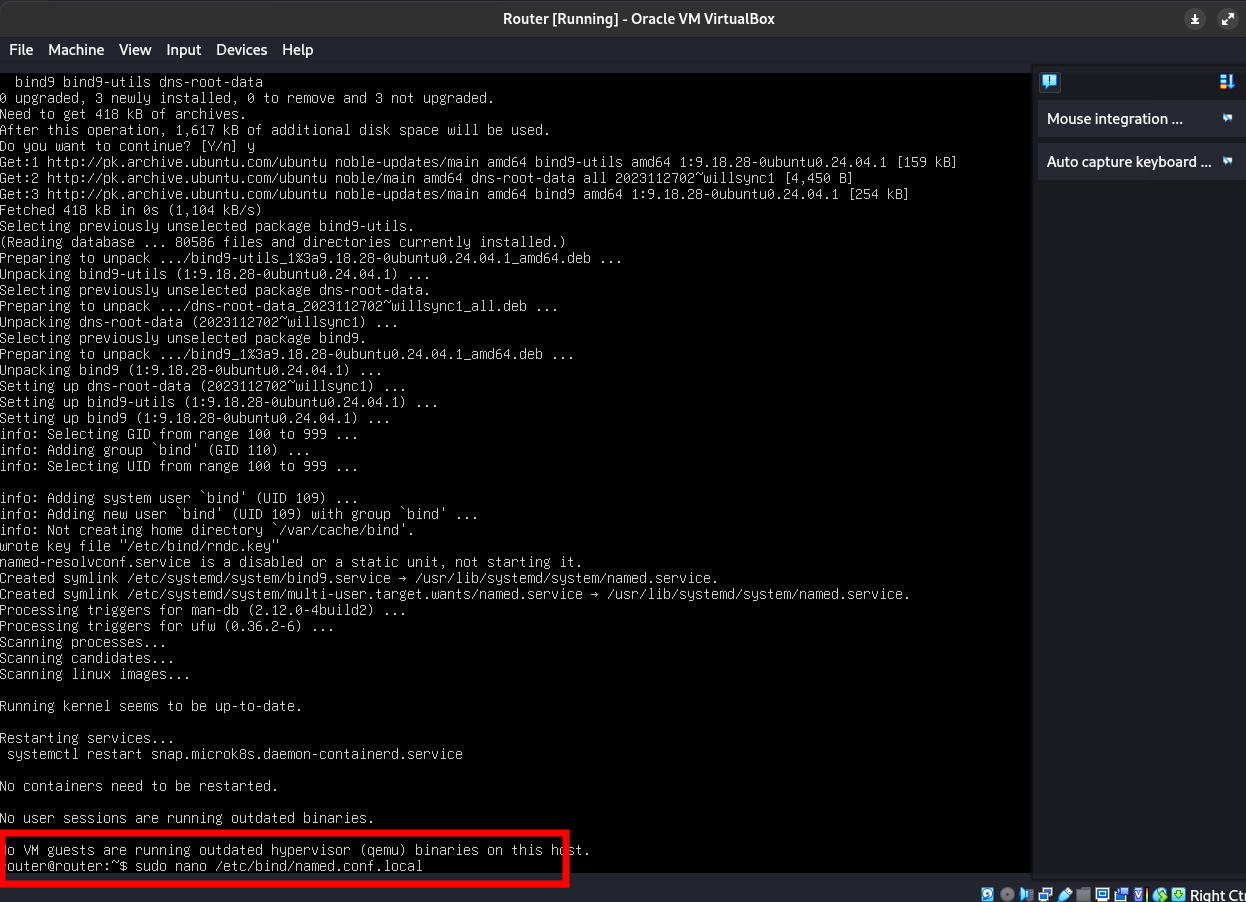 Router [Running] - Oracle VM VirtualBox
File Machine View Input Devices Help
bind9 bind9-utils dns-root-data
0 upgraded, 3 newly installed, 0 to remove and 3 not upgraded.
Need to get 418 kB of archives.
After this operation, 1,617 kB of additional disk space will be used.
Do you want to continue? [Y/n] y
Get:1 http://pk.archive.ubuntu.com/ubuntu noble-updates/main amd64 bind9-utils amd64 1:9.18.28-0ubuntu0.24.04.1 [159 kB]
Get:2 http://pk.archive.ubuntu.com/ubuntu noble/main amd64 dns-root-data all 2023112702~willsync1 [4,450 B]
Get:3 http://pk.archive.ubuntu.com/ubuntu noble-updates/main amd64 bind9 amd64 1:9.18.28-0ubuntu0.24.04.1 [254 kB]
Fetched 418 kB in 0s (1,104 kB/s)
Selecting previously unselected package bind9-utils.
(Reading database ... 80586 files and directories currently installed.)
Preparing to unpack .../bind9-utils_1%3a9.18.28-0ubuntu0.24.04.1_amd64.deb ...
Unpacking bind9-utils (1:9.18.28-0ubuntu0.24.04.1) ...
Selecting previously unselected package dns-root-data.
Preparing to unpack .../dns-root-data_2023112702~willsync1_all.deb ...
Unpacking dns-root-data (2023112702~willsync1) ...
Selecting previously unselected package bind9.
Preparing to unpack .../bind9_1%3a9.18.28-0ubuntu0.24.04.1_amd64.deb ...
Unpacking bind9 (1:9.18.28-0ubuntu0.24.04.1) ...
Setting up dns-root-data (2023112702~willsync1) ...
Setting up bind9-utils (1:9.18.28-0ubuntu0.24.04.1) ...
Setting up bind9 (1:9.18.28-0ubuntu0.24.04.1) ...
info: Selecting GID from range 100 to 999 ...
info: Adding group `bind' (GID 110) ...
info: Selecting UID from range 100 to 999 ...
info: Adding system user `bind' (UID 109) ...
info: Adding new user `bind' (UID 109) with group `bind' ...
info: Not creating home directory `/var/cache/bind'.
wrote key file "/etc/bind/rndc.key"
named-resolvconf.service is a disabled or a static unit, not starting it.
Created symlink /etc/systemd/system/bind9.service → /usr/lib/systemd/system/named.service.
Created symlink /etc/systemd/system/multi-user.target.wants/named.service → /usr/lib/systemd/system/named.service.
Processing triggers for man-db (2.12.0-4build2) ...
Processing triggers for ufw (0.36.2-6) ...
Scanning processes...
Scanning candidates...
Scanning linux images...
Running kernel seems to be up-to-date.
Restarting services...
systemctl restart snap.microk8s.daemon-containerd.service
No containers need to be restarted.
No user sessions are running outdated binaries.
No VM guests are running outdated hypervisor (qemu) binaries on this host.
router@router:~$ sudo nano /etc/bind/named.conf.local
Mouse integration ...
Auto capture keyboard ...
Right Ctr